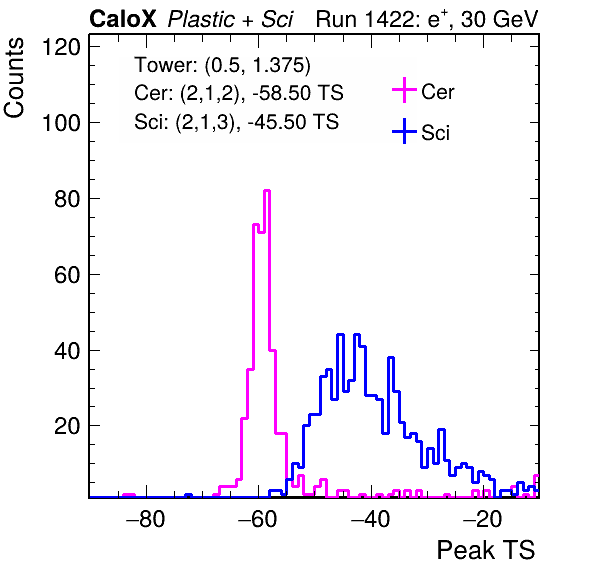 CaloX Plastic + Sci Run 1422: e+, 30 GeV
Counts
120
100
80
60
40
20
Tower: (0.5, 1.375)
Cer: (2,1,2), -58.50 TS
Sci: (2,1,3), -45.50 TS
Cer
Sci
−80 −60 −40 −20
Peak TS